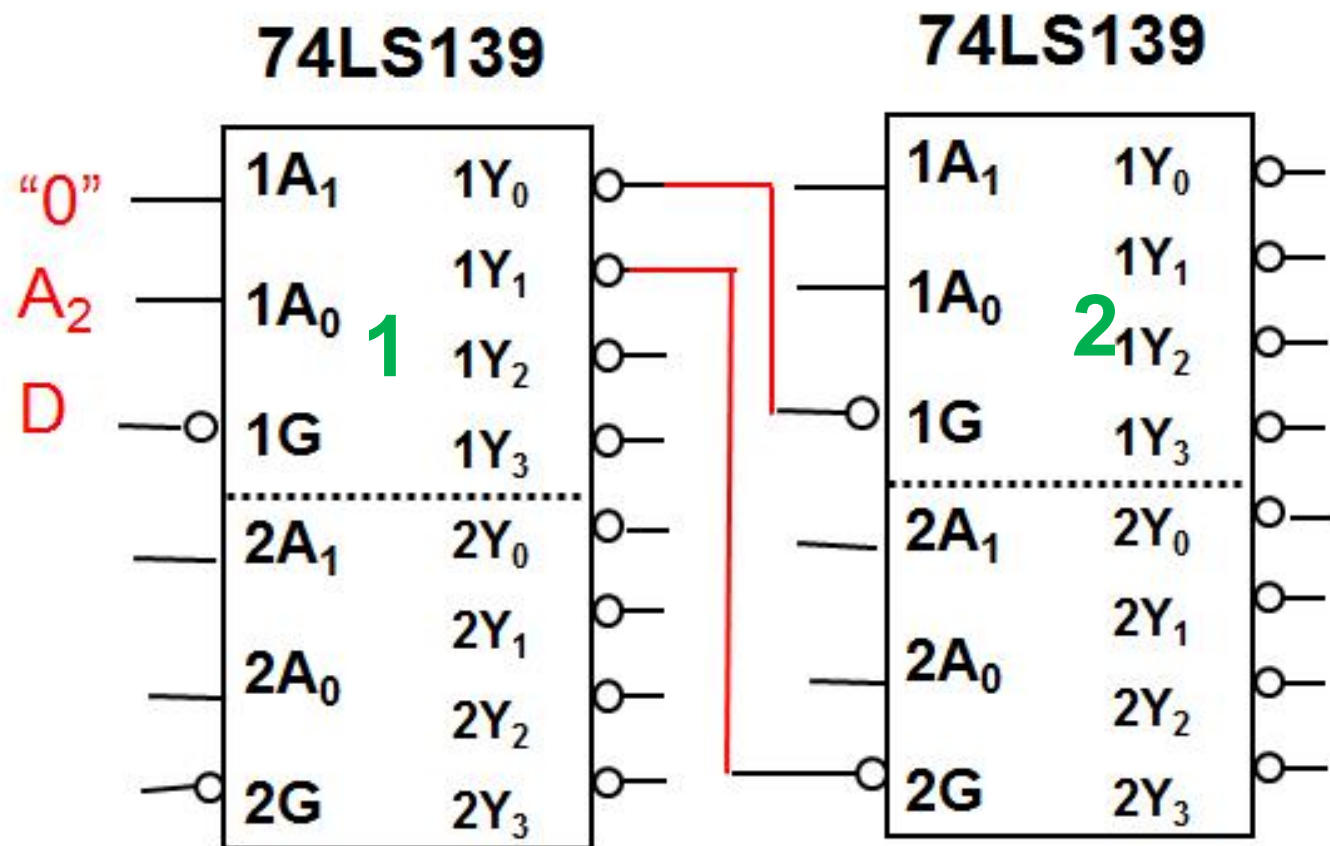 74LS139
74LS139
“0”
A₂
D
1A₁
1A₀
1G
2A₁
2A₀
2G
1
1Y₀
1Y₁
1Y₂
1Y₃
2Y₀
2Y₁
2Y₂
2Y₃
1A₁
1A₀
1G
2A₁
2A₀
2G
2
1Y₀
1Y₁
1Y₂
1Y₃
2Y₀
2Y₁
2Y₂
2Y₃